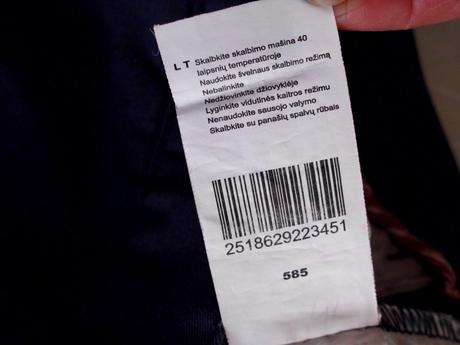 LT Skalbkite skalbimo mašina 40
laipsnių temperatūroje
Naudokite švelnaus skalbimo režimą
Nebalinkite
Nedžiovinkite džiovyklėje
Lyginkite vidutinės kaitros režimu
Nenaudokite sausojo valymo
Skalbkite su panašių spalvų rūbais
2518629223451
585